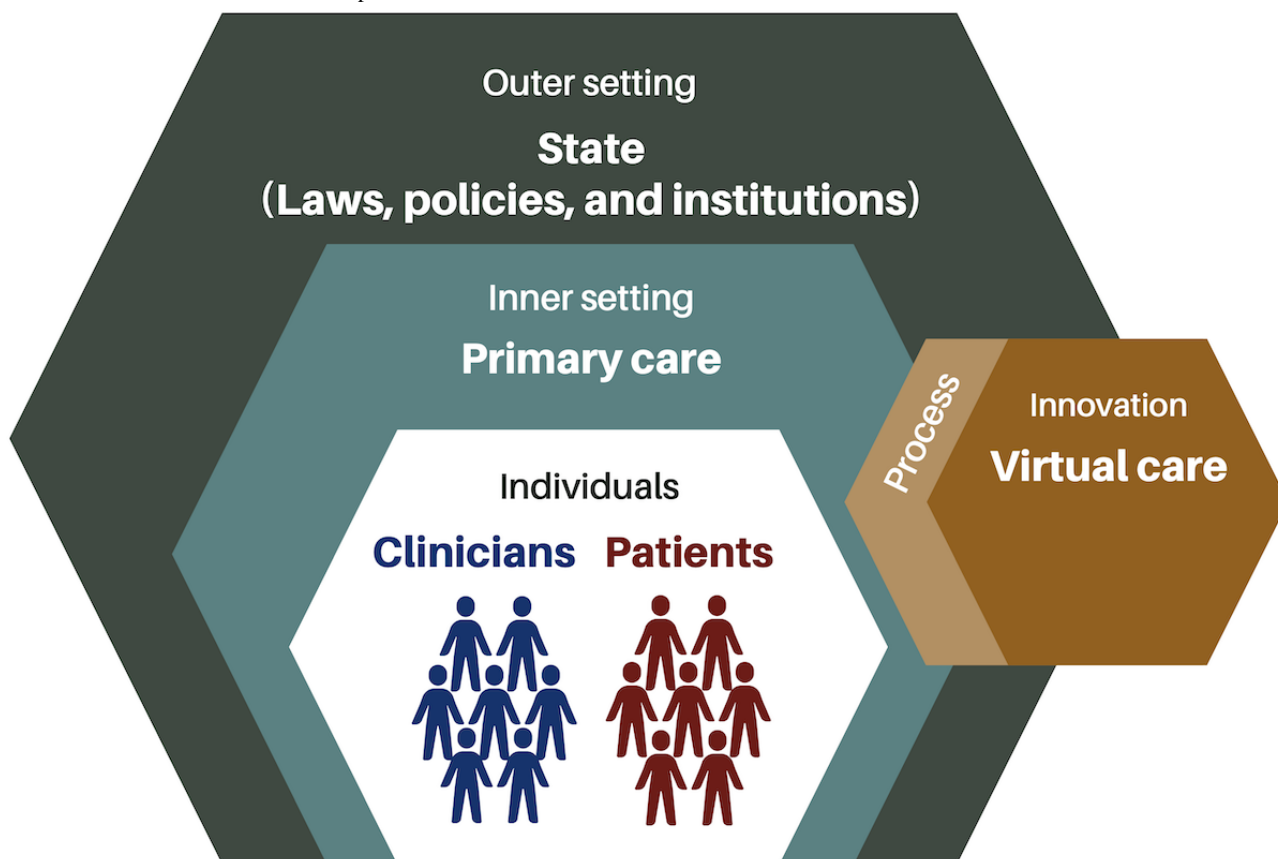 Outer setting
State
(Laws, policies, and institutions)
Inner setting
Primary care
Process
Innovation
Virtual care
Individuals
Clinicians Patients